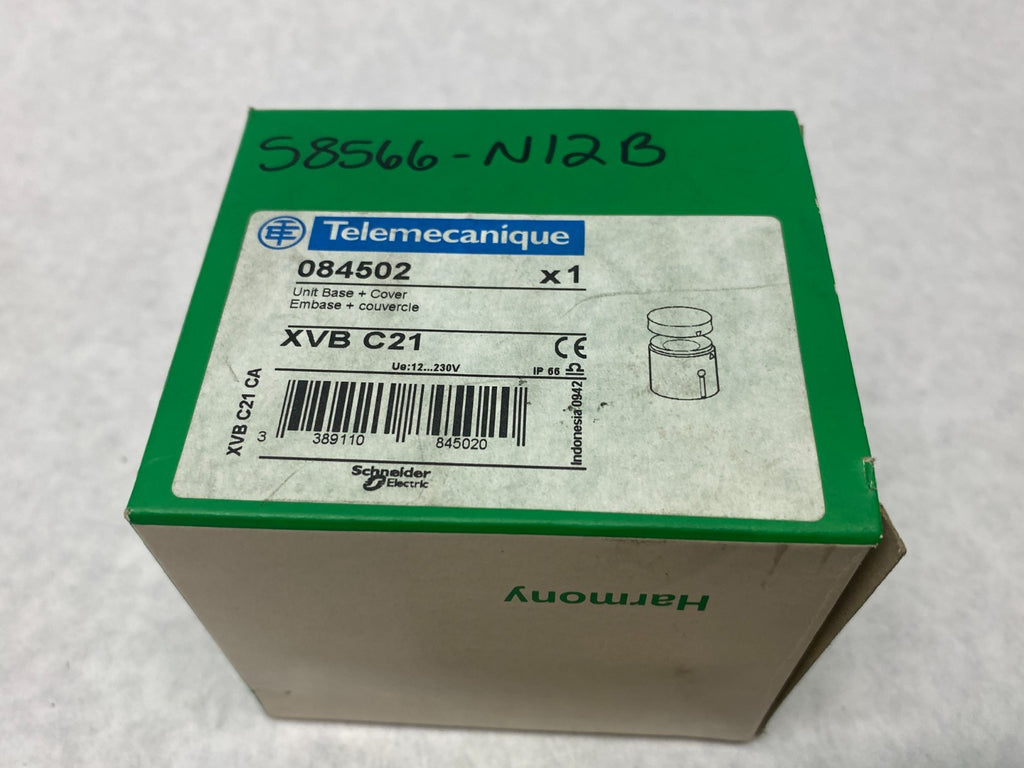 58566-N12B
Telemecanique
084502 x1
Unit Base + Cover
Embase + couvercle
XVB C21 CE
Ue:12...230V IP 66
XVB C21 CA
3 389110 845020
Indonesia 0942
Schneider
Electric
Harmony